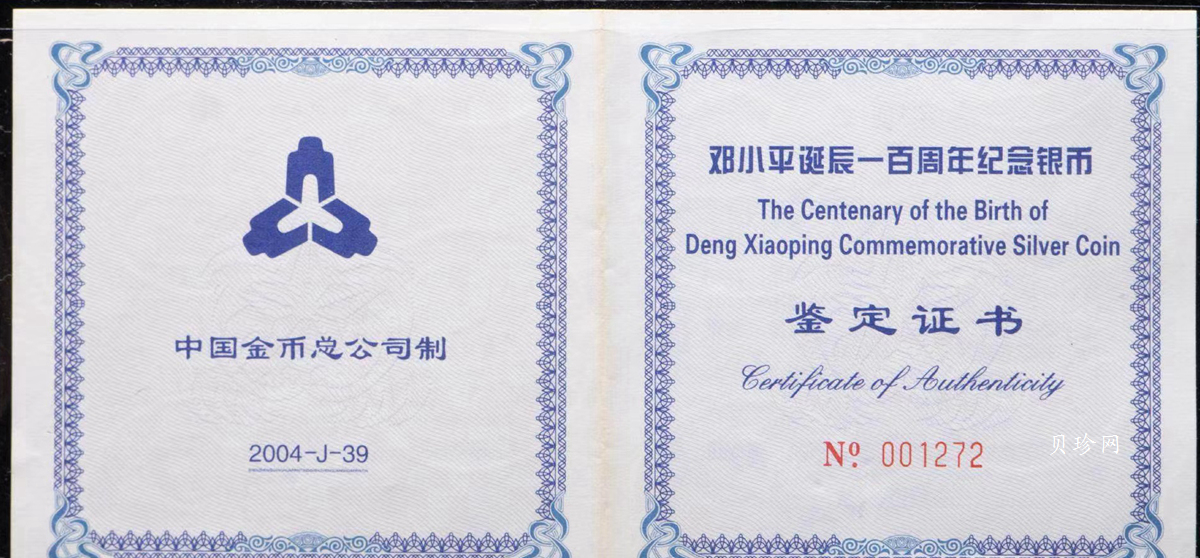 中国金币总公司制
2004-J-39
邓小平诞辰一百周年纪念银币
The Centenary of the Birth of
Deng Xiaoping Commemorative Silver Coin
鉴定证书
Certificate of Authenticity
Nº 001272
贝珍网